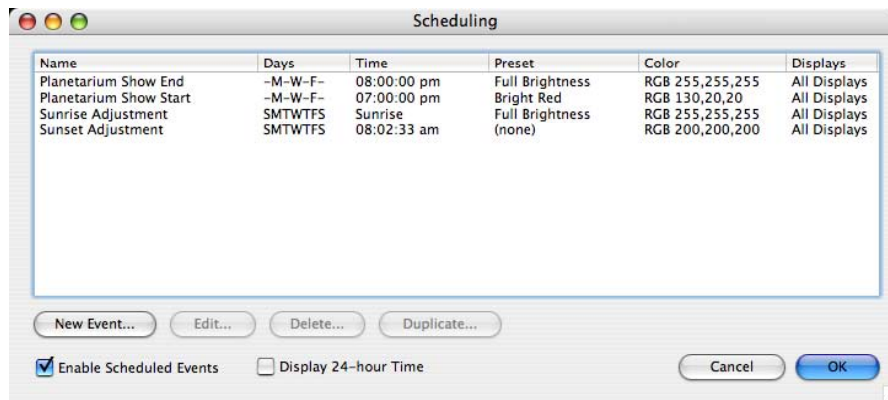 Scheduling
Name Days Time Preset Color Displays
Planetarium Show End -M-W-F- 08:00:00 pm Full Brightness RGB 255,255,255 All Displays
Planetarium Show Start -M-W-F- 07:00:00 pm Bright Red RGB 130,20,20 All Displays
Sunrise Adjustment SMTWTFS Sunrise Full Brightness RGB 255,255,255 All Displays
Sunset Adjustment SMTWTFS 08:02:33 am (none) RGB 200,200,200 All Displays
New Event... Edit... Delete... Duplicate...
Enable Scheduled Events Display 24-hour Time Cancel OK